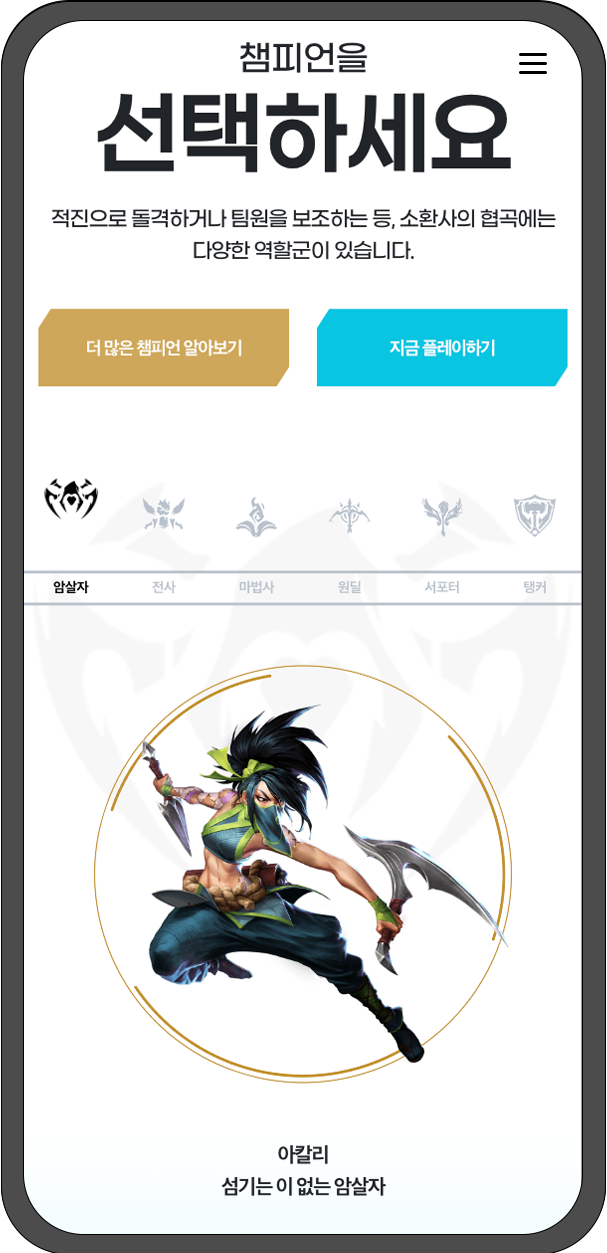 챔피언을
선택하세요
적진으로 돌격하거나 팀원을 보조하는 등, 소환사의 협곡에는
다양한 역할군이 있습니다.
더 많은 챔피언 알아보기
지금 플레이하기
암살자 전사 마법사 원딜 서포터 탱커
아칼리
섬기는 이 없는 암살자